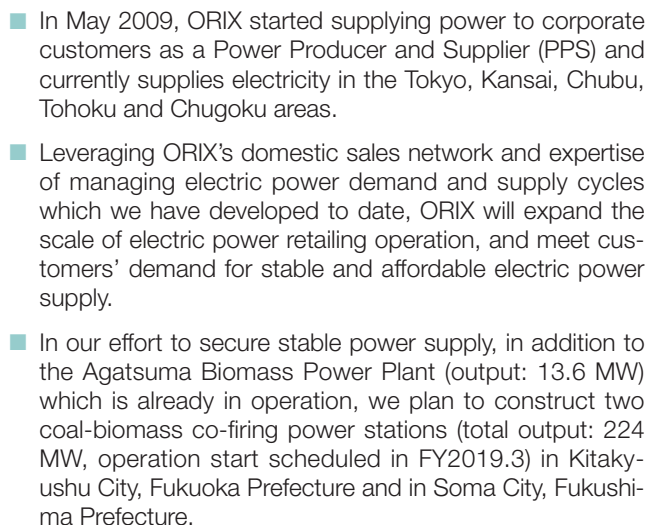 In May 2009, ORIX started supplying power to corporate
customers as a Power Producer and Supplier (PPS) and
currently supplies electricity in the Tokyo, Kansai, Chubu,
Tohoku and Chugoku areas.
Leveraging ORIX’s domestic sales network and expertise
of managing electric power demand and supply cycles
which we have developed to date, ORIX will expand the
scale of electric power retailing operation, and meet cus-
tomers’ demand for stable and affordable electric power
supply.
In our effort to secure stable power supply, in addition to
the Agatsuma Biomass Power Plant (output: 13.6 MW)
which is already in operation, we plan to construct two
coal-biomass co-firing power stations (total output: 224
MW, operation start scheduled in FY2019.3) in Kitaky-
ushu City, Fukuoka Prefecture and in Soma City, Fukushi-
ma Prefecture.